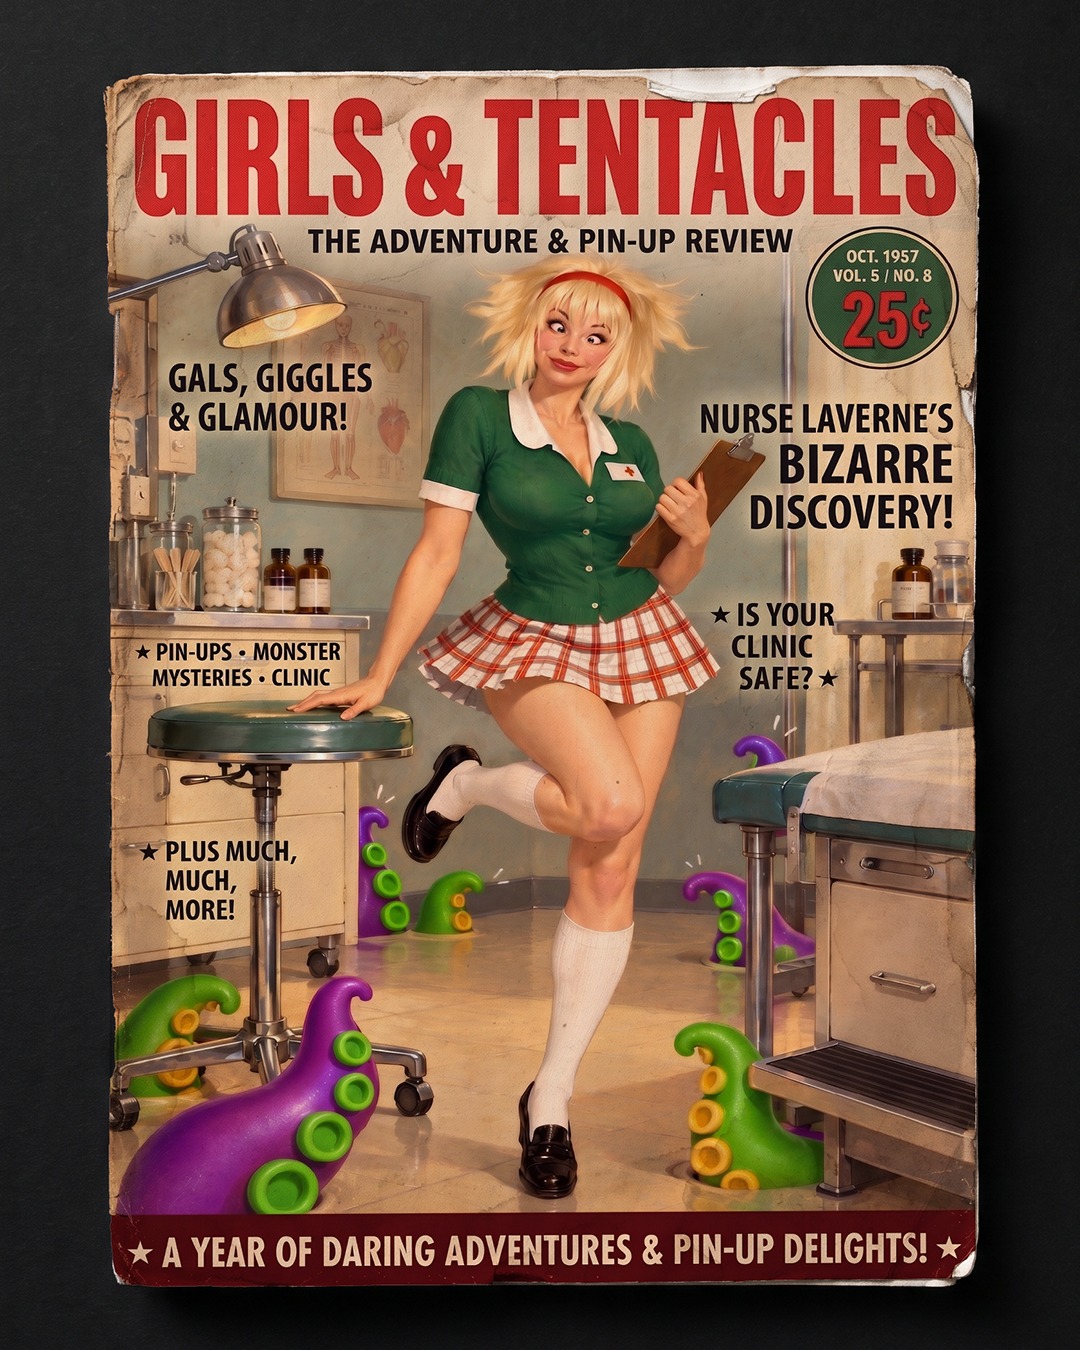 GIRLS & TENTACLES
THE ADVENTURE & PIN-UP REVIEW
OCT. 1957
VOL. 5 / NO. 8
25¢
GALS, GIGGLES
& GLAMOUR!
NURSE LAVERNE'S
BIZARRE
DISCOVERY!
★ IS YOUR
CLINIC
SAFE? ★
★ PIN-UPS • MONSTER
MYSTERIES • CLINIC
★ PLUS MUCH,
MUCH,
MORE!
★ A YEAR OF DARING ADVENTURES & PIN-UP DELIGHTS! ★